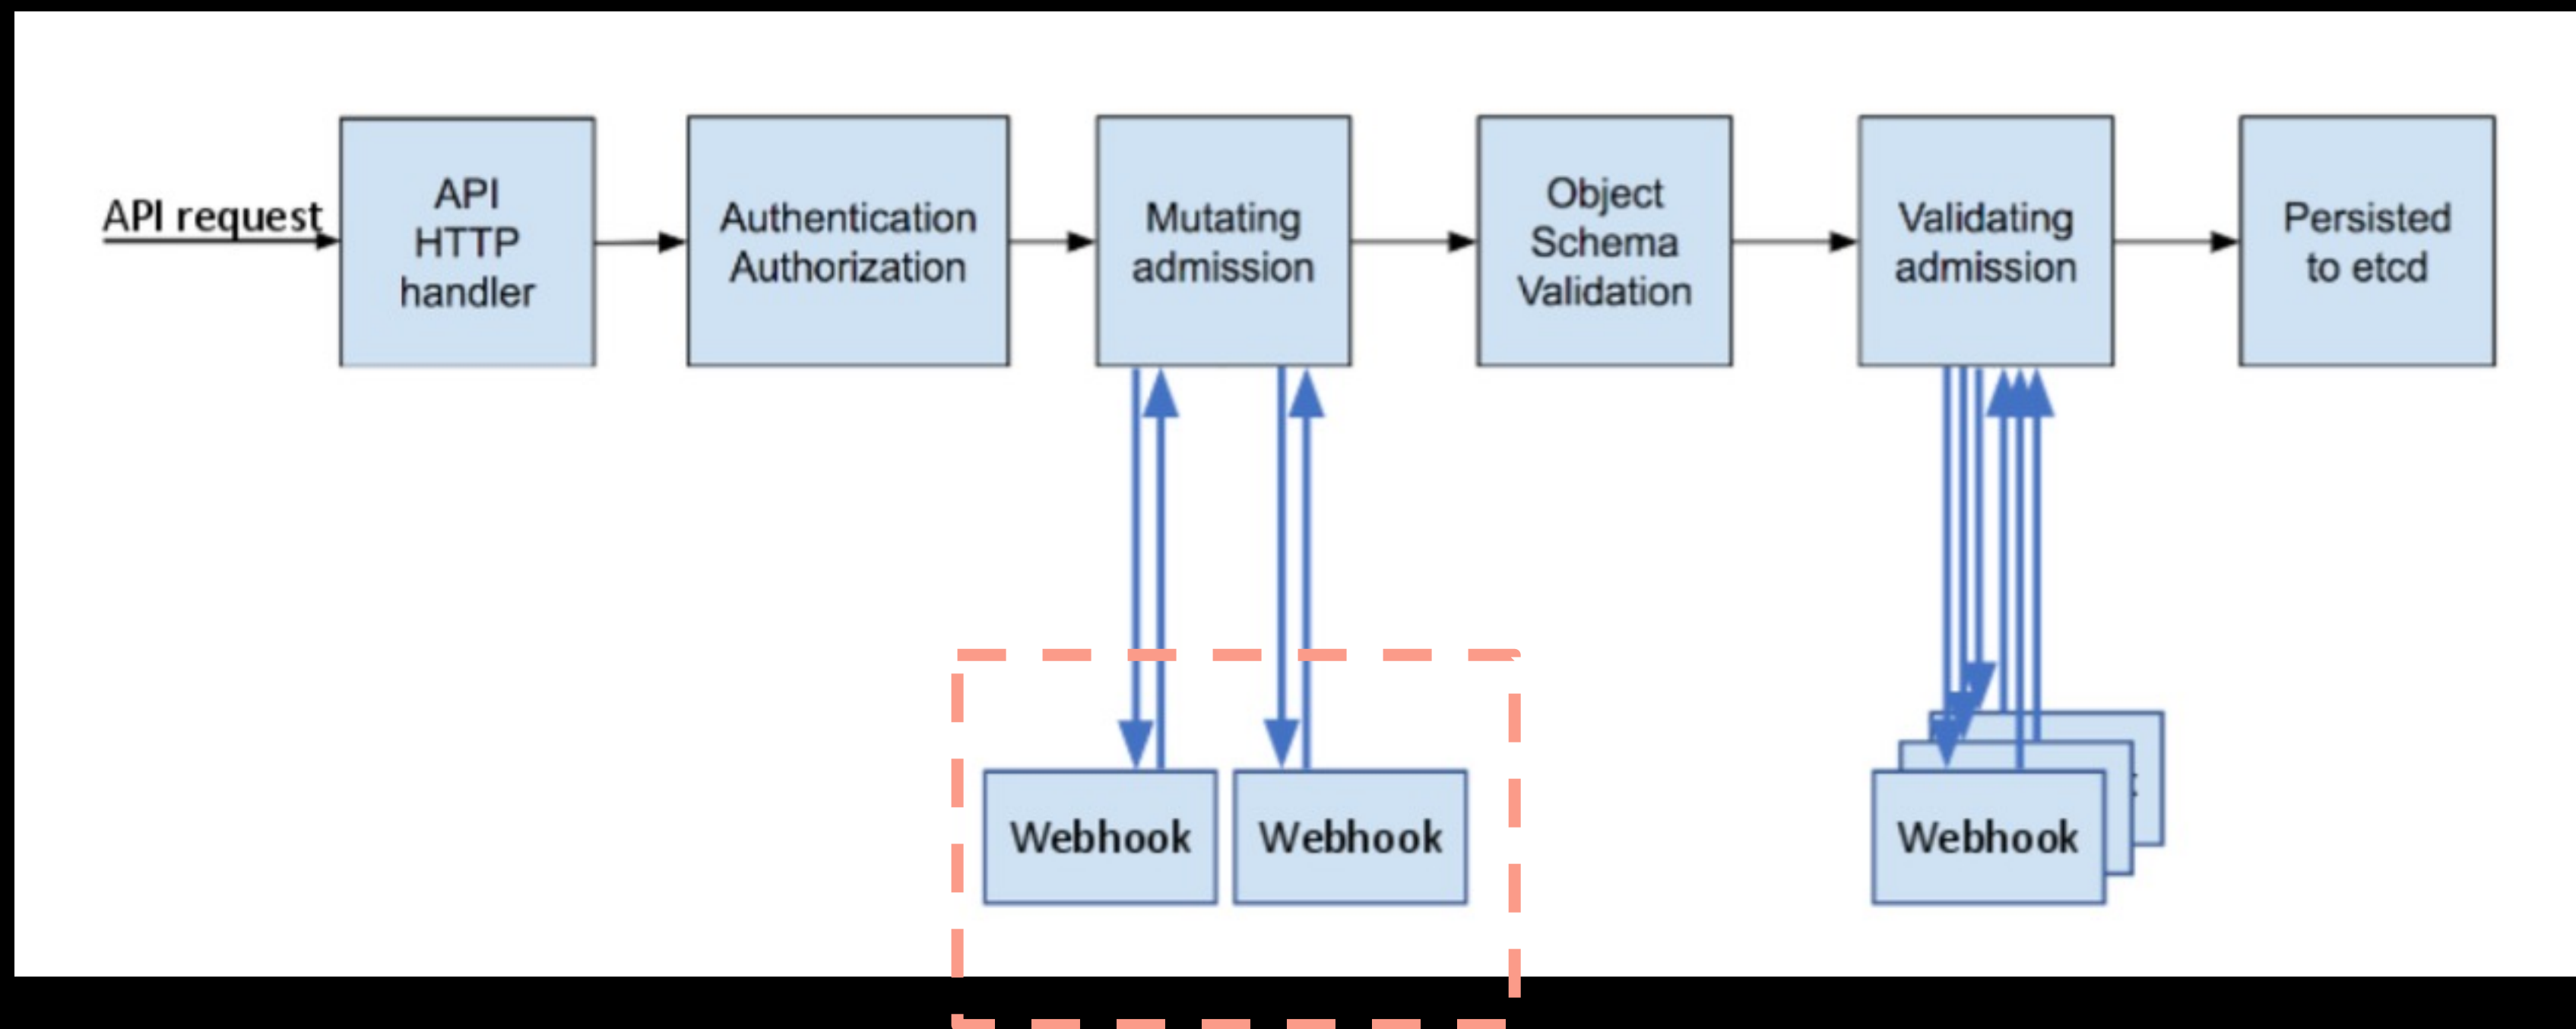 API request
API
HTTP
handler
Authentication
Authorization
Mutating
admission
Object
Schema
Validation
Validating
admission
Persisted
to etcd
Webhook
Webhook
Webhook